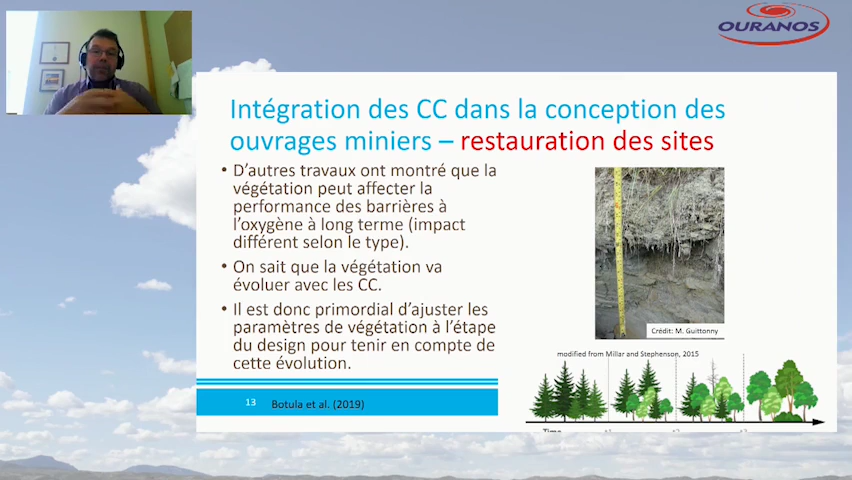 OURANOS
Intégration des CC dans la conception des
ouvrages miniers – restauration des sites
• D’autres travaux ont montré que la
végétation peut affecter la
performance des barrières à
l’oxygène à long terme (impact
différent selon le type).
• On sait que la végétation va
évoluer avec les CC.
• Il est donc primordial d’ajuster les
paramètres de végétation à l’étape
du design pour tenir en compte de
cette évolution.
Crédit: M. Guittonny
modified from Millar and Stephenson, 2015
13 Botula et al. (2019)
Time